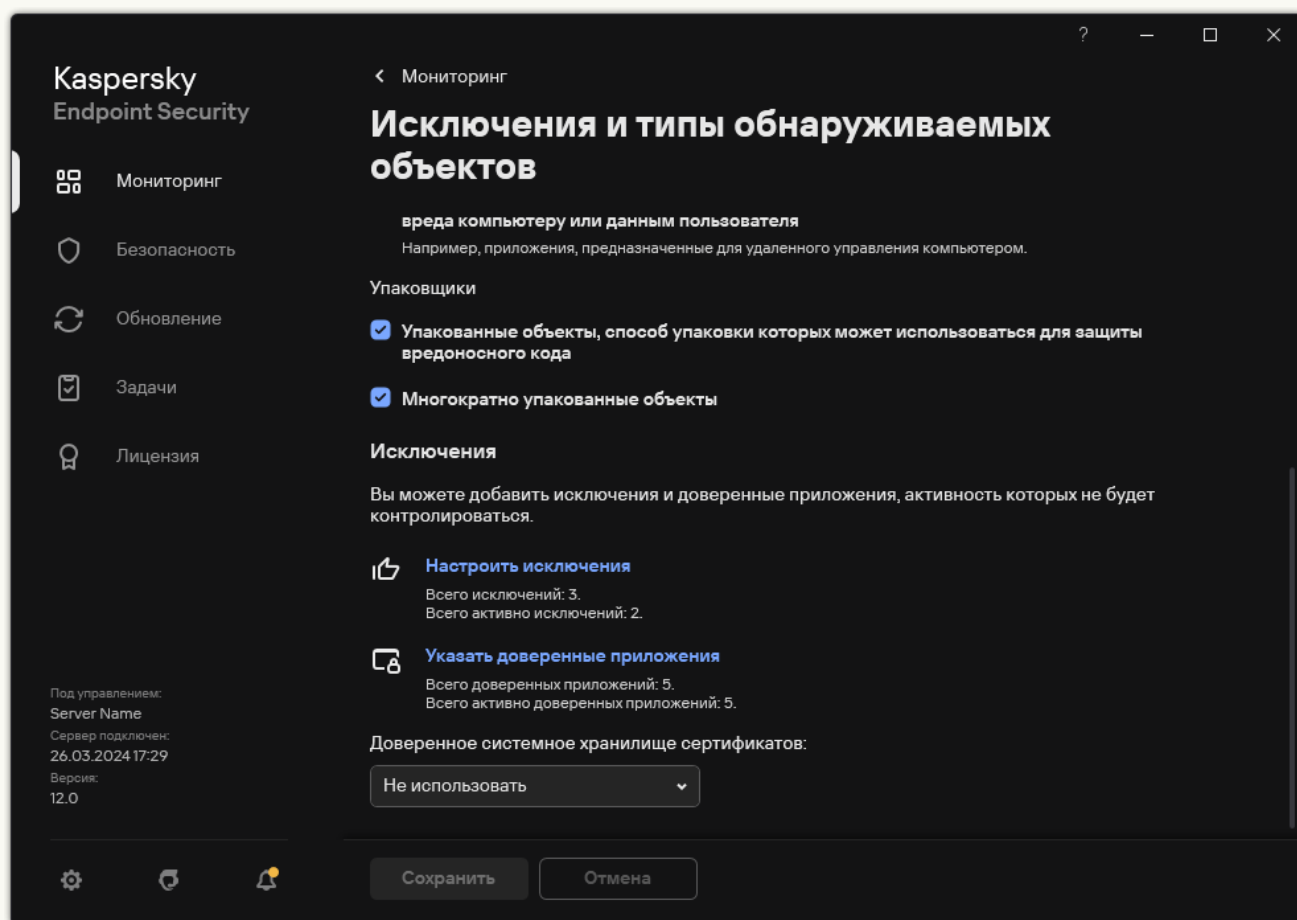 ?
Kaspersky
Endpoint Security
Мониторинг
Безопасность
Обновление
Задачи
Лицензия
Под управлением:
Server Name
Сервер подключен:
26.03.2024 17:29
Версия:
12.0
Мониторинг
Исключения и типы обнаруживаемых
объектов
вреда компьютеру или данным пользователя
Например, приложения, предназначенные для удаленного управления компьютером.
Упаковщики
Упакованные объекты, способ упаковки которых может использоваться для защиты
вредоносного кода
Многократно упакованные объекты
Исключения
Вы можете добавить исключения и доверенные приложения, активность которых не будет
контролироваться.
Настроить исключения
Всего исключений: 3.
Всего активно исключений: 2.
Указать доверенные приложения
Всего доверенных приложений: 5.
Всего активно доверенных приложений: 5.
Доверенное системное хранилище сертификатов:
Не использовать
Сохранить
Отмена